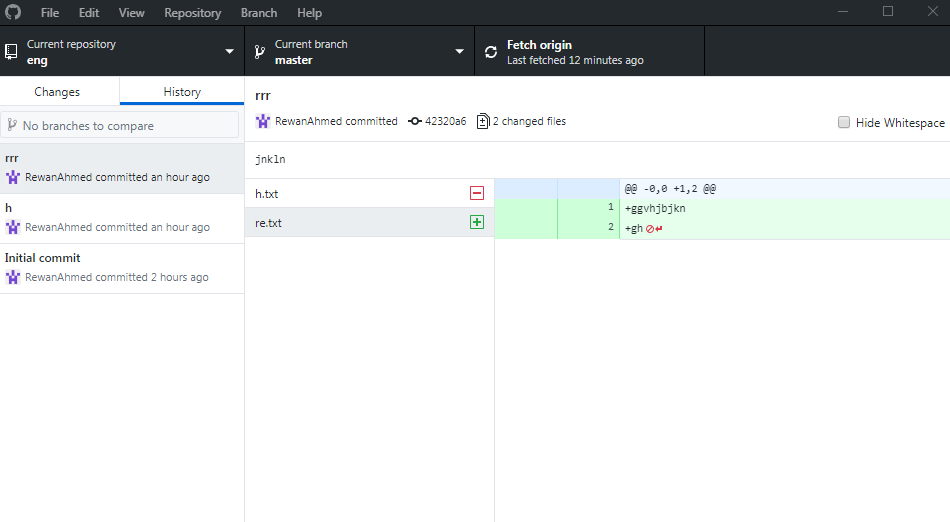 File Edit View Repository Branch Help
Current repository
eng
Current branch
master
Fetch origin
Last fetched 12 minutes ago
Changes
History
No branches to compare
rrr
RewanAhmed committed an hour ago
h
RewanAhmed committed an hour ago
Initial commit
RewanAhmed committed 2 hours ago
rrr
RewanAhmed committed 42320a6 2 changed files
Hide Whitespace
jnkln
h.txt
re.txt
@@ -0,0 +1,2 @@
1 +ggvhjbjkn
2 +gh